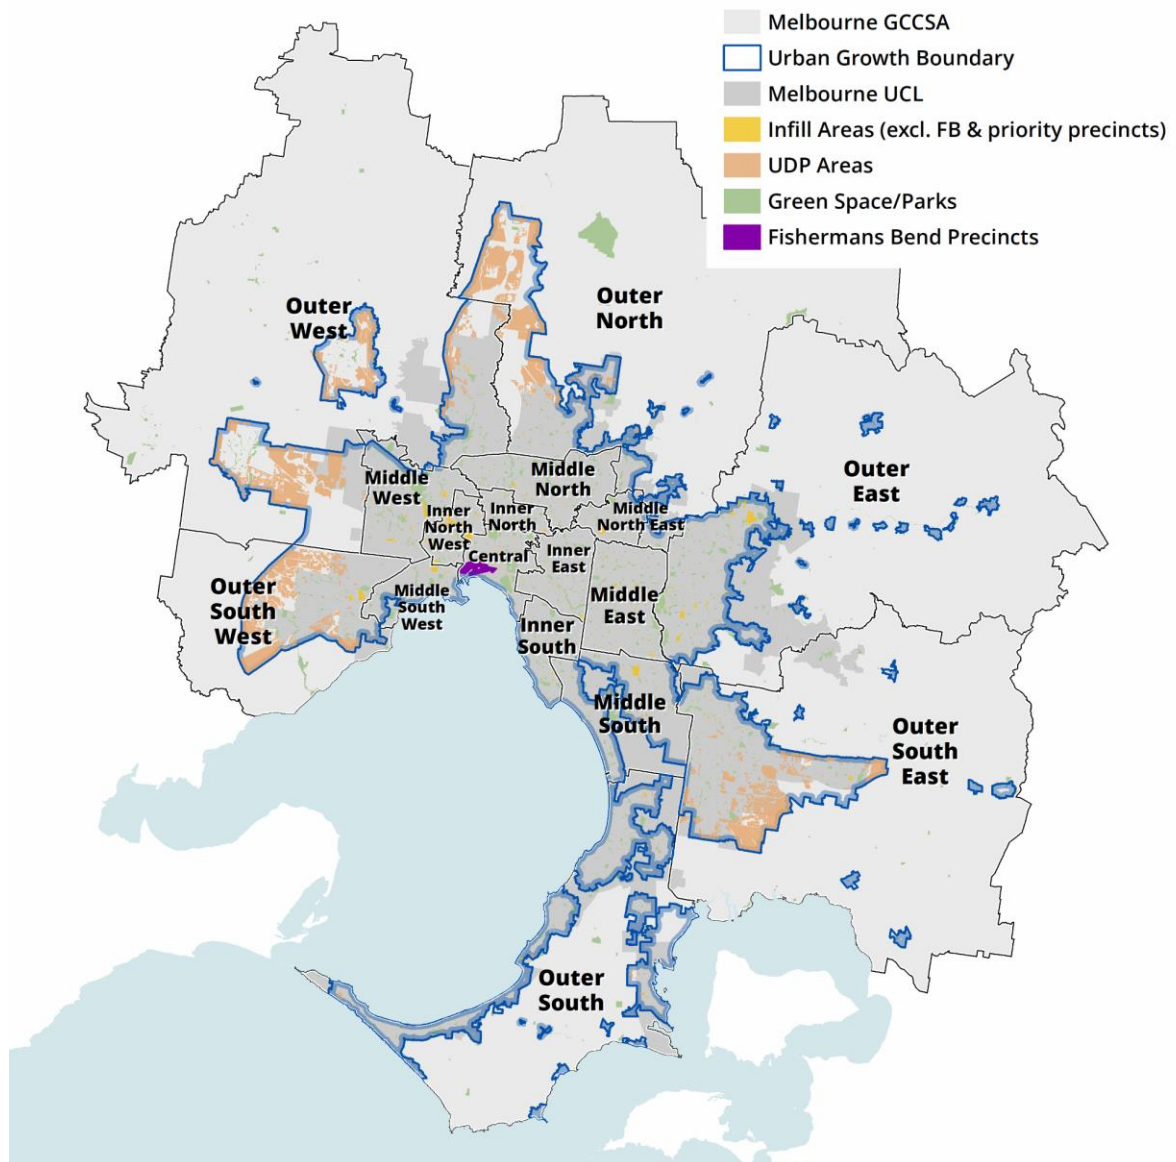 Melbourne GCCSA
Urban Growth Boundary
Melbourne UCL
Infill Areas (excl. FB & priority precincts)
UDP Areas
Green Space/Parks
Fishermans Bend Precincts
Outer
West
Outer
North
Middle
West
Middle
North
Outer
East
Inner
North
West
Inner
North
Middle
North East
Central
Inner
East
Outer
South
West
Middle
South
West
Middle
East
Inner
South
Middle
South
Outer
South
East
Outer
South